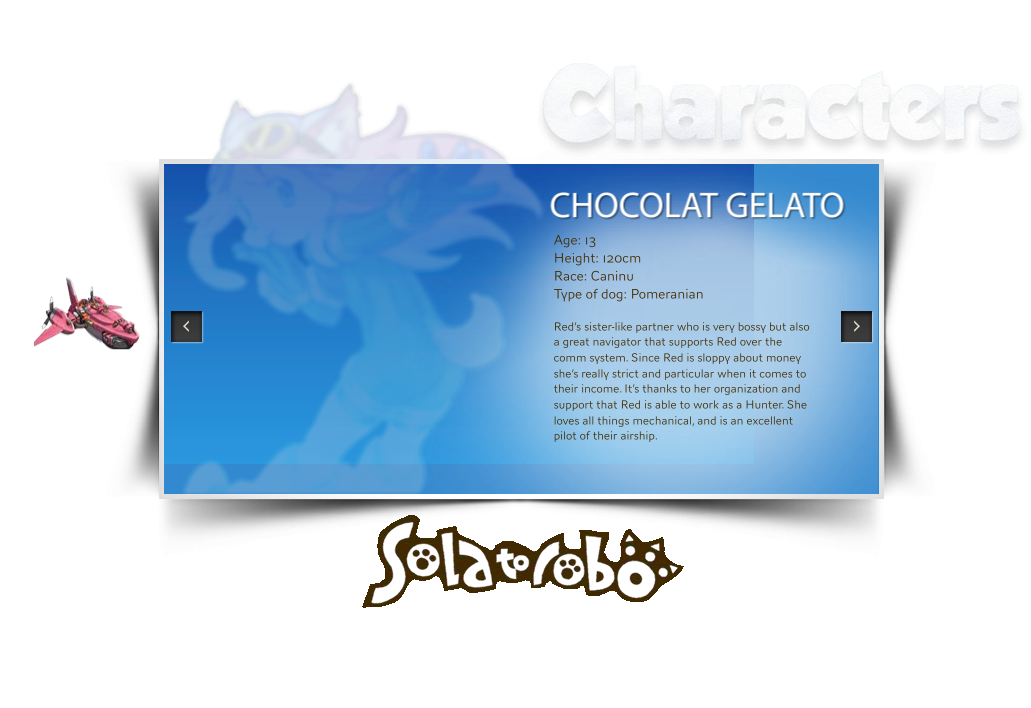 Characters
CHOCOLAT GELATO
Age: 13
Height: 120cm
Race: Caninu
Type of dog: Pomeranian
Red's sister-like partner who is very bossy but also
a great navigator that supports Red over the
comm system. Since Red is sloppy about money
she's really strict and particular when it comes to
their income. It's thanks to her organization and
support that Red is able to work as a Hunter. She
loves all things mechanical, and is an excellent
pilot of their airship.
Solatorobo